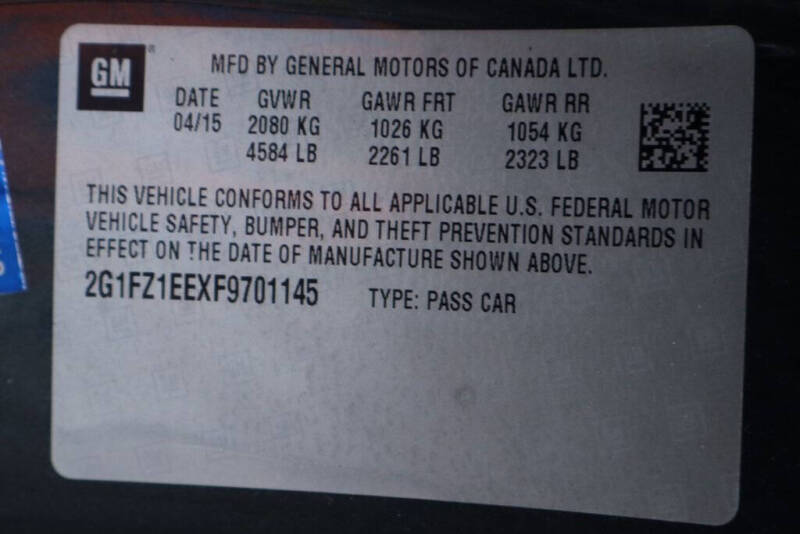 GM ®
MFD BY GENERAL MOTORS OF CANADA LTD.
DATE GVWR GAWR FRT GAWR RR
04/15 2080 KG 1026 KG 1054 KG
4584 LB 2261 LB 2323 LB
THIS VEHICLE CONFORMS TO ALL APPLICABLE U.S. FEDERAL MOTOR
VEHICLE SAFETY, BUMPER, AND THEFT PREVENTION STANDARDS IN
EFFECT ON THE DATE OF MANUFACTURE SHOWN ABOVE.
2G1FZ1EEXF9701145 TYPE: PASS CAR